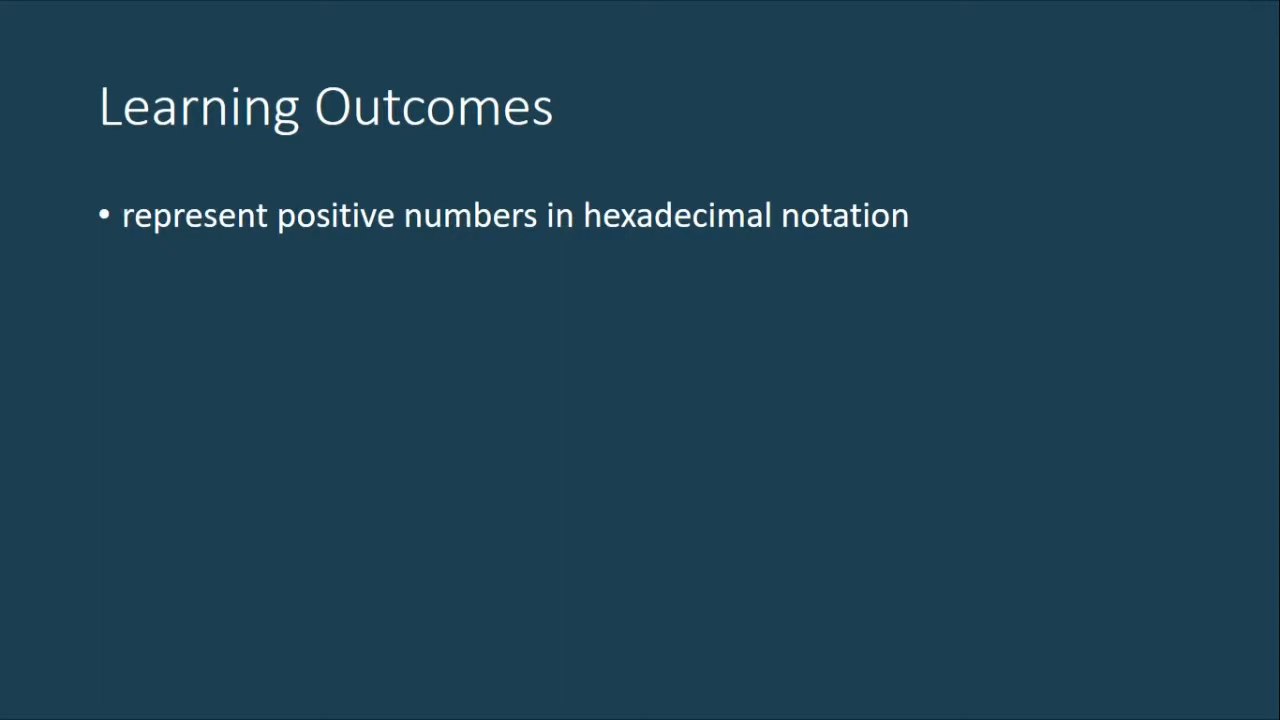 Learning Outcomes
• represent positive numbers in hexadecimal notation